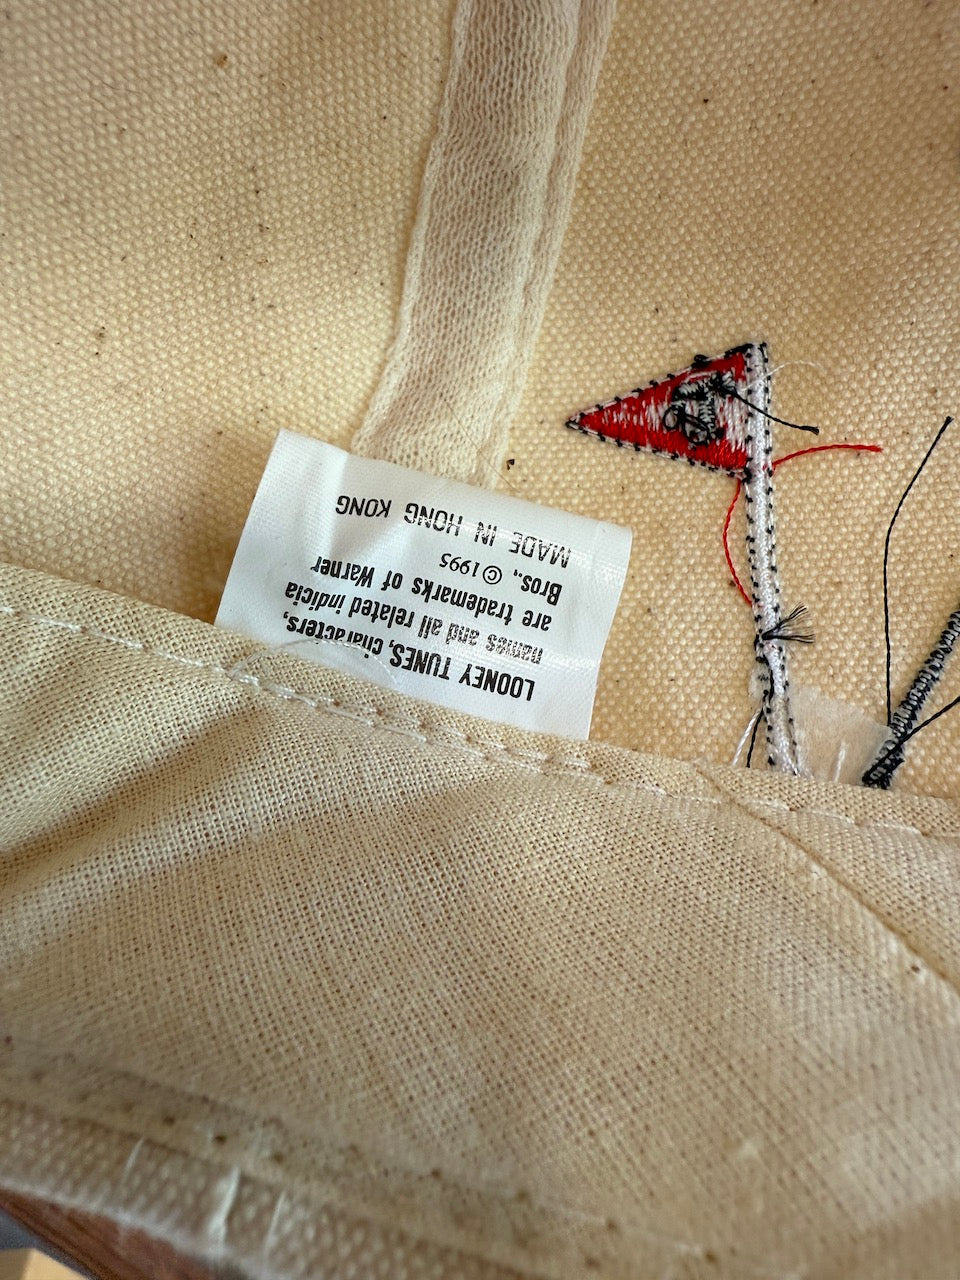 LOONEY TUNES, characters,
names and all related indicia
are trademarks of Warner
Bros., © 1995
MADE IN HONG KONG